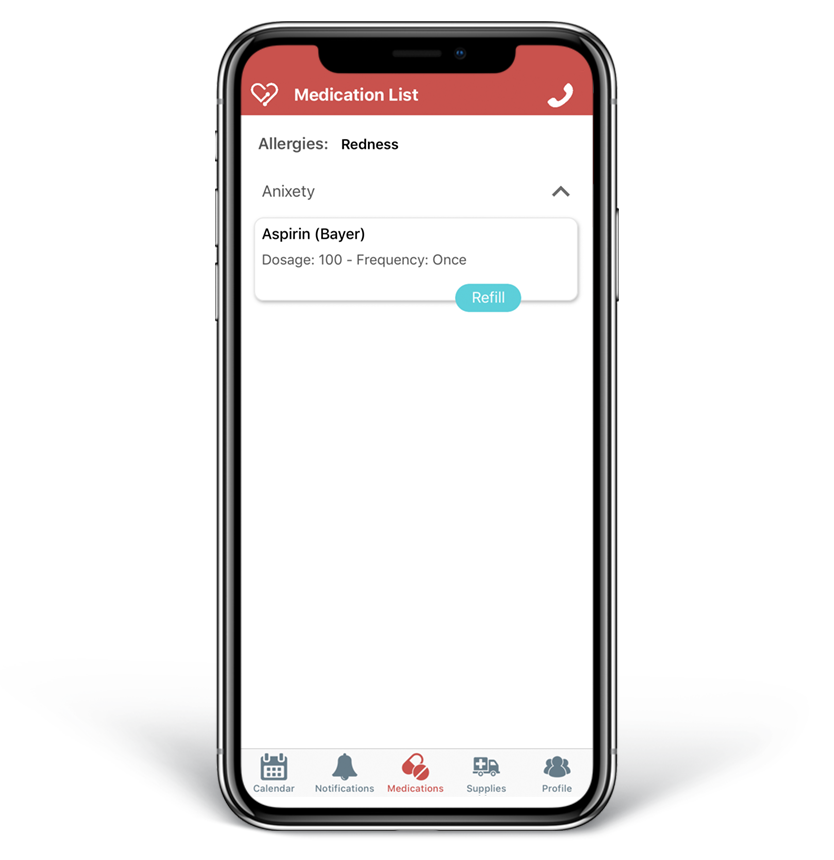 Medication List
Allergies: Redness
Anixety
Aspirin (Bayer)
Dosage: 100 - Frequency: Once
Refill
Calendar Notifications Medications Supplies Profile